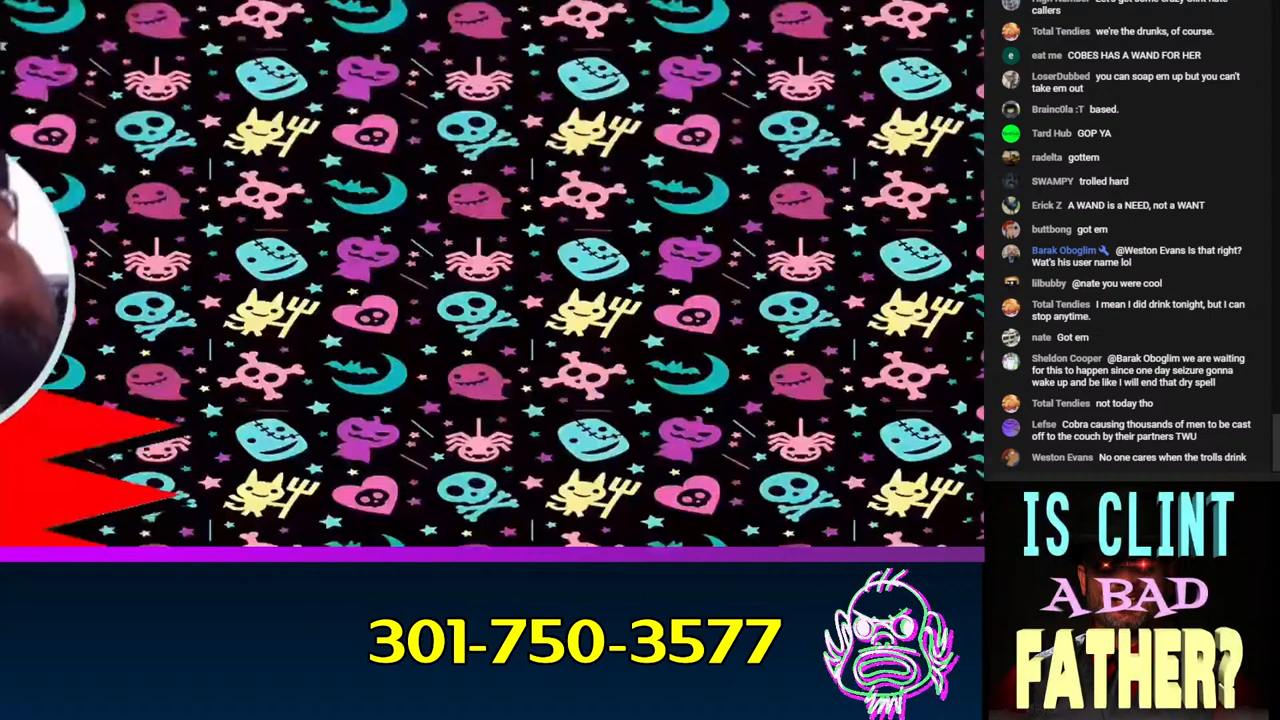 callers
Total Tendies we're the drunks, of course.
eat me COBES HAS A WAND FOR HER
LoserDubbed you can soap em up but you can't
take em out
Brainc0la :T based.
Tard Hub GOP YA
radelta gottem
SWAMPY trolled hard
Erick Z A WAND is a NEED, not a WANT
buttbong got em
Barak Oboglim @Weston Evans Is that right?
Wat's his user name lol
lilbubby @nate you were cool
Total Tendies I mean I did drink tonight, but I can
stop anytime.
nate Got em
Sheldon Cooper @Barak Oboglim we are waiting
for this to happen since one day seizure gonna
wake up and be like I will end that dry spell
Total Tendies not today tho
Lefse Cobra causing thousands of men to be cast
off to the couch by their partners TWU
Weston Evans No one cares when the trolls drink
IS CLINT
A BAD
FATHER?
301-750-3577